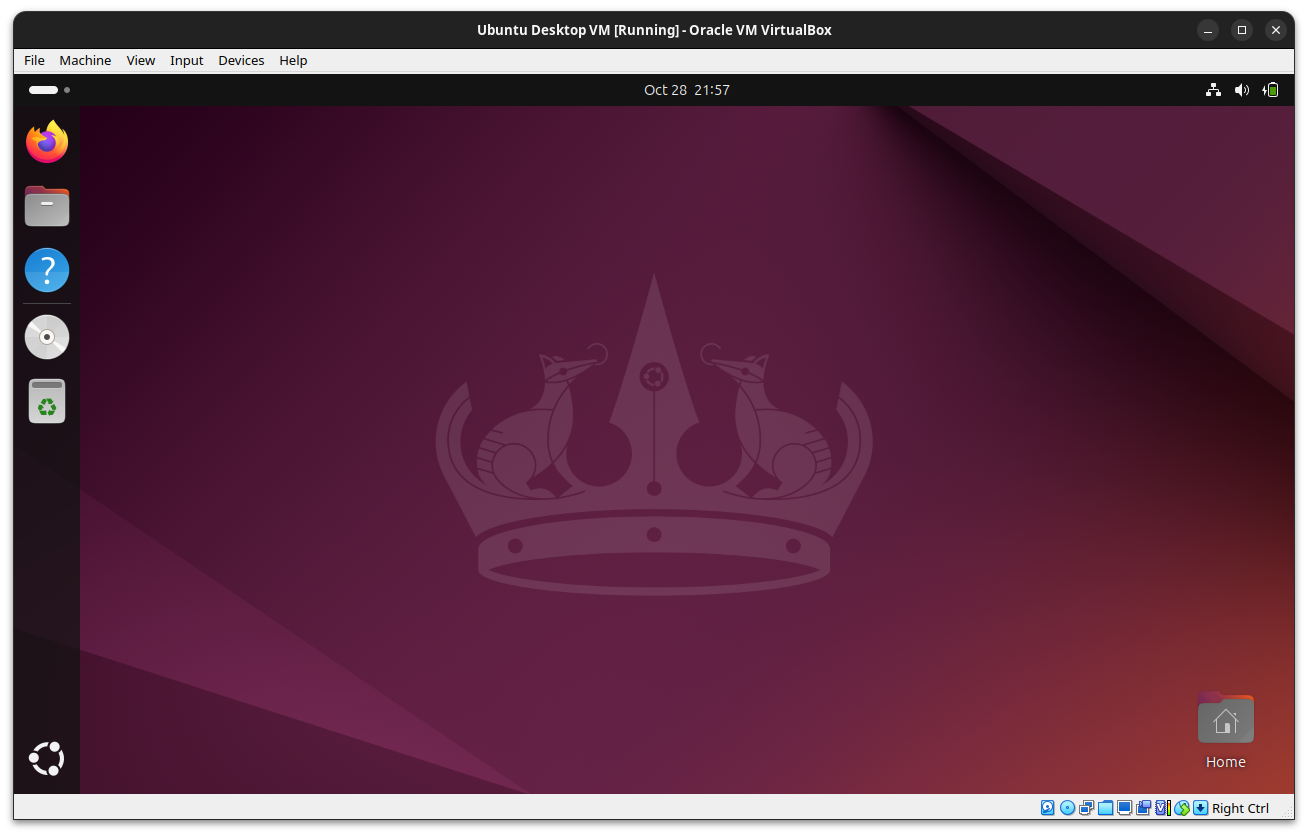 Ubuntu Desktop VM [Running] - Oracle VM VirtualBox
File Machine View Input Devices Help
Oct 28 21:57
?
Home
Right Ctrl